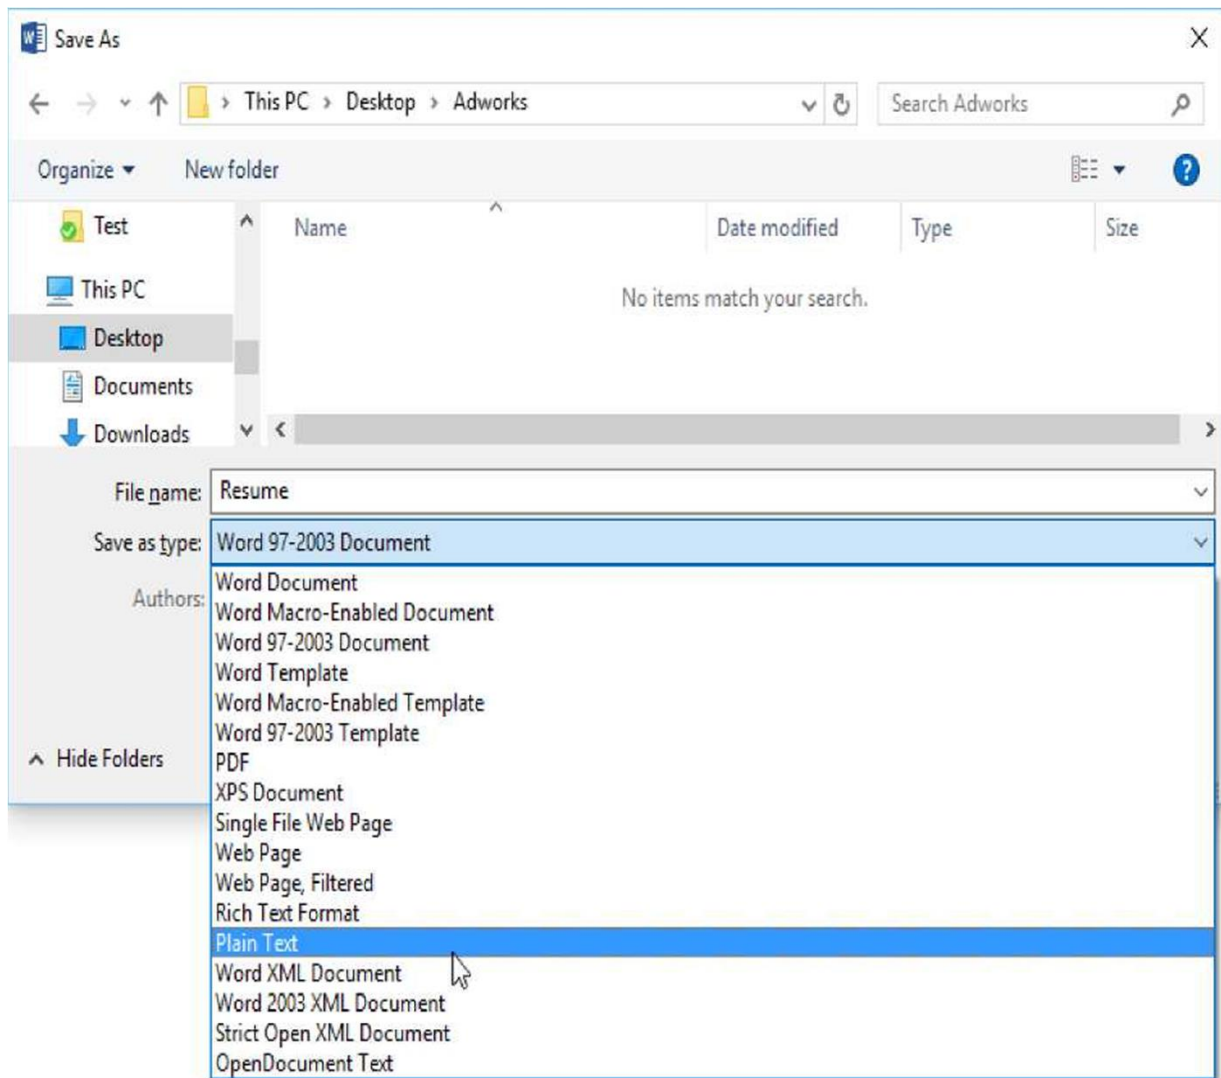 Save As
This PC > Desktop > Adworks
Search Adworks
Organize
New folder
Test
Name
Date modified
Type
Size
This PC
No items match your search.
Desktop
Documents
Downloads
File name: Resume
Save as type: Word 97-2003 Document
Authors:
Word Document
Word Macro-Enabled Document
Word 97-2003 Document
Word Template
Word Macro-Enabled Template
Word 97-2003 Template
Hide Folders
PDF
XPS Document
Single File Web Page
Web Page
Web Page, Filtered
Rich Text Format
Plain Text
Word XML Document
Word 2003 XML Document
Strict Open XML Document
OpenDocument Text